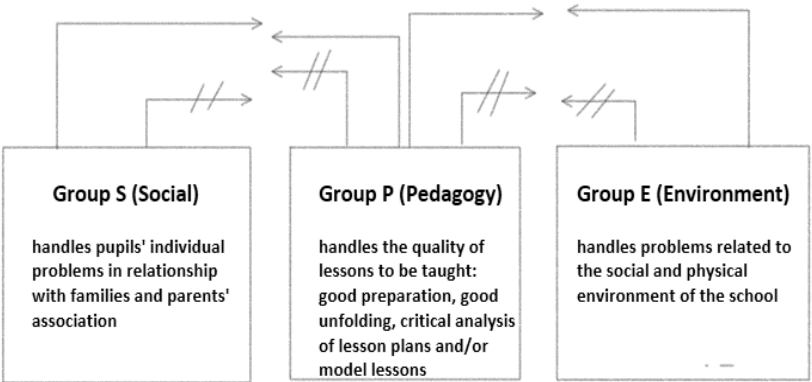 Group S (Social)
handles pupils' individual
problems in relationship
with families and parents'
association
Group P (Pedagogy)
handles the quality of
lessons to be taught:
good preparation, good
unfolding, critical analysis
of lesson plans and/or
model lessons
Group E (Environment)
handles problems related to
the social and physical
environment of the school